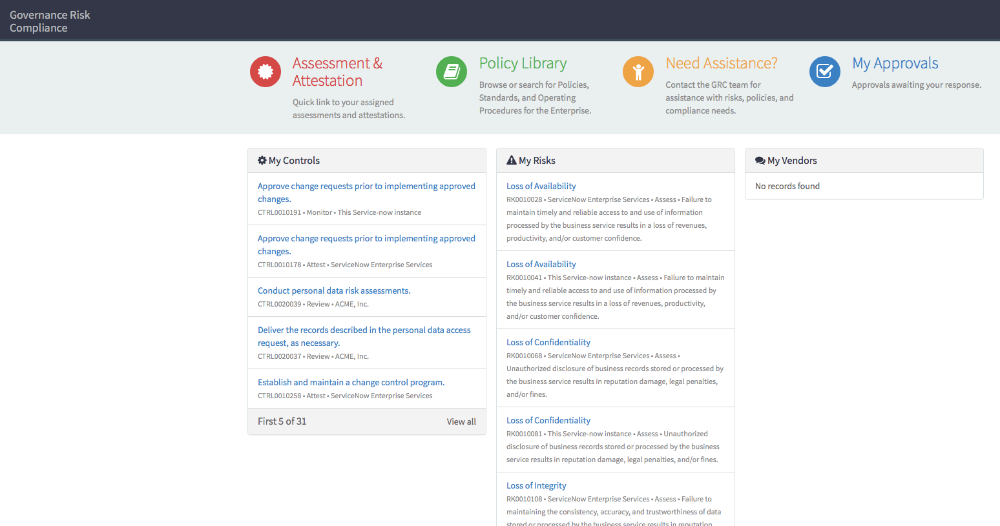 Governance Risk
Compliance
Assessment &
Attestation
Quick link to your assigned
assessments and attestations.
Policy Library
Browse or search for Policies,
Standards, and Operating
Procedures for the Enterprise.
Need Assistance?
Contact the GRC team for
assistance with risks, policies, and
compliance needs.
My Approvals
Approvals awaiting your response.
My Controls
Approve change requests prior to implementing approved
changes.
CTRL0010191 • Monitor • This Service-now instance
Approve change requests prior to implementing approved
changes.
CTRL0010178 • Attest • ServiceNow Enterprise Services
Conduct personal data risk assessments.
CTRL0020039 • Review • ACME, Inc.
Deliver the records described in the personal data access
request, as necessary.
CTRL0020037 • Review • ACME, Inc.
Establish and maintain a change control program.
CTRL0010258 • Attest • ServiceNow Enterprise Services
First 5 of 31
View all
My Risks
Loss of Availability
RK0010028 • ServiceNow Enterprise Services • Assess • Failure to
maintain timely and reliable access to and use of information
processed by the business service results in a loss of revenues,
productivity, and/or customer confidence.
Loss of Availability
RK0010041 • This Service-now instance • Assess • Failure to maintain
timely and reliable access to and use of information processed by
the business service results in a loss of revenues, productivity,
and/or customer confidence.
Loss of Confidentiality
RK0010068 • ServiceNow Enterprise Services • Assess •
Unauthorized disclosure of business records stored or processed by
the business service results in reputation damage, legal penalties,
and/or fines.
Loss of Confidentiality
RK0010081 • This Service-now instance • Assess • Unauthorized
disclosure of business records stored or processed by the business
service results in reputation damage, legal penalties, and/or fines.
Loss of Integrity
RK0010108 • ServiceNow Enterprise Services • Assess • Failure to
maintaining the consistency, accuracy, and trustworthiness of data
stored or processed by the business service results in reputation
My Vendors
No records found